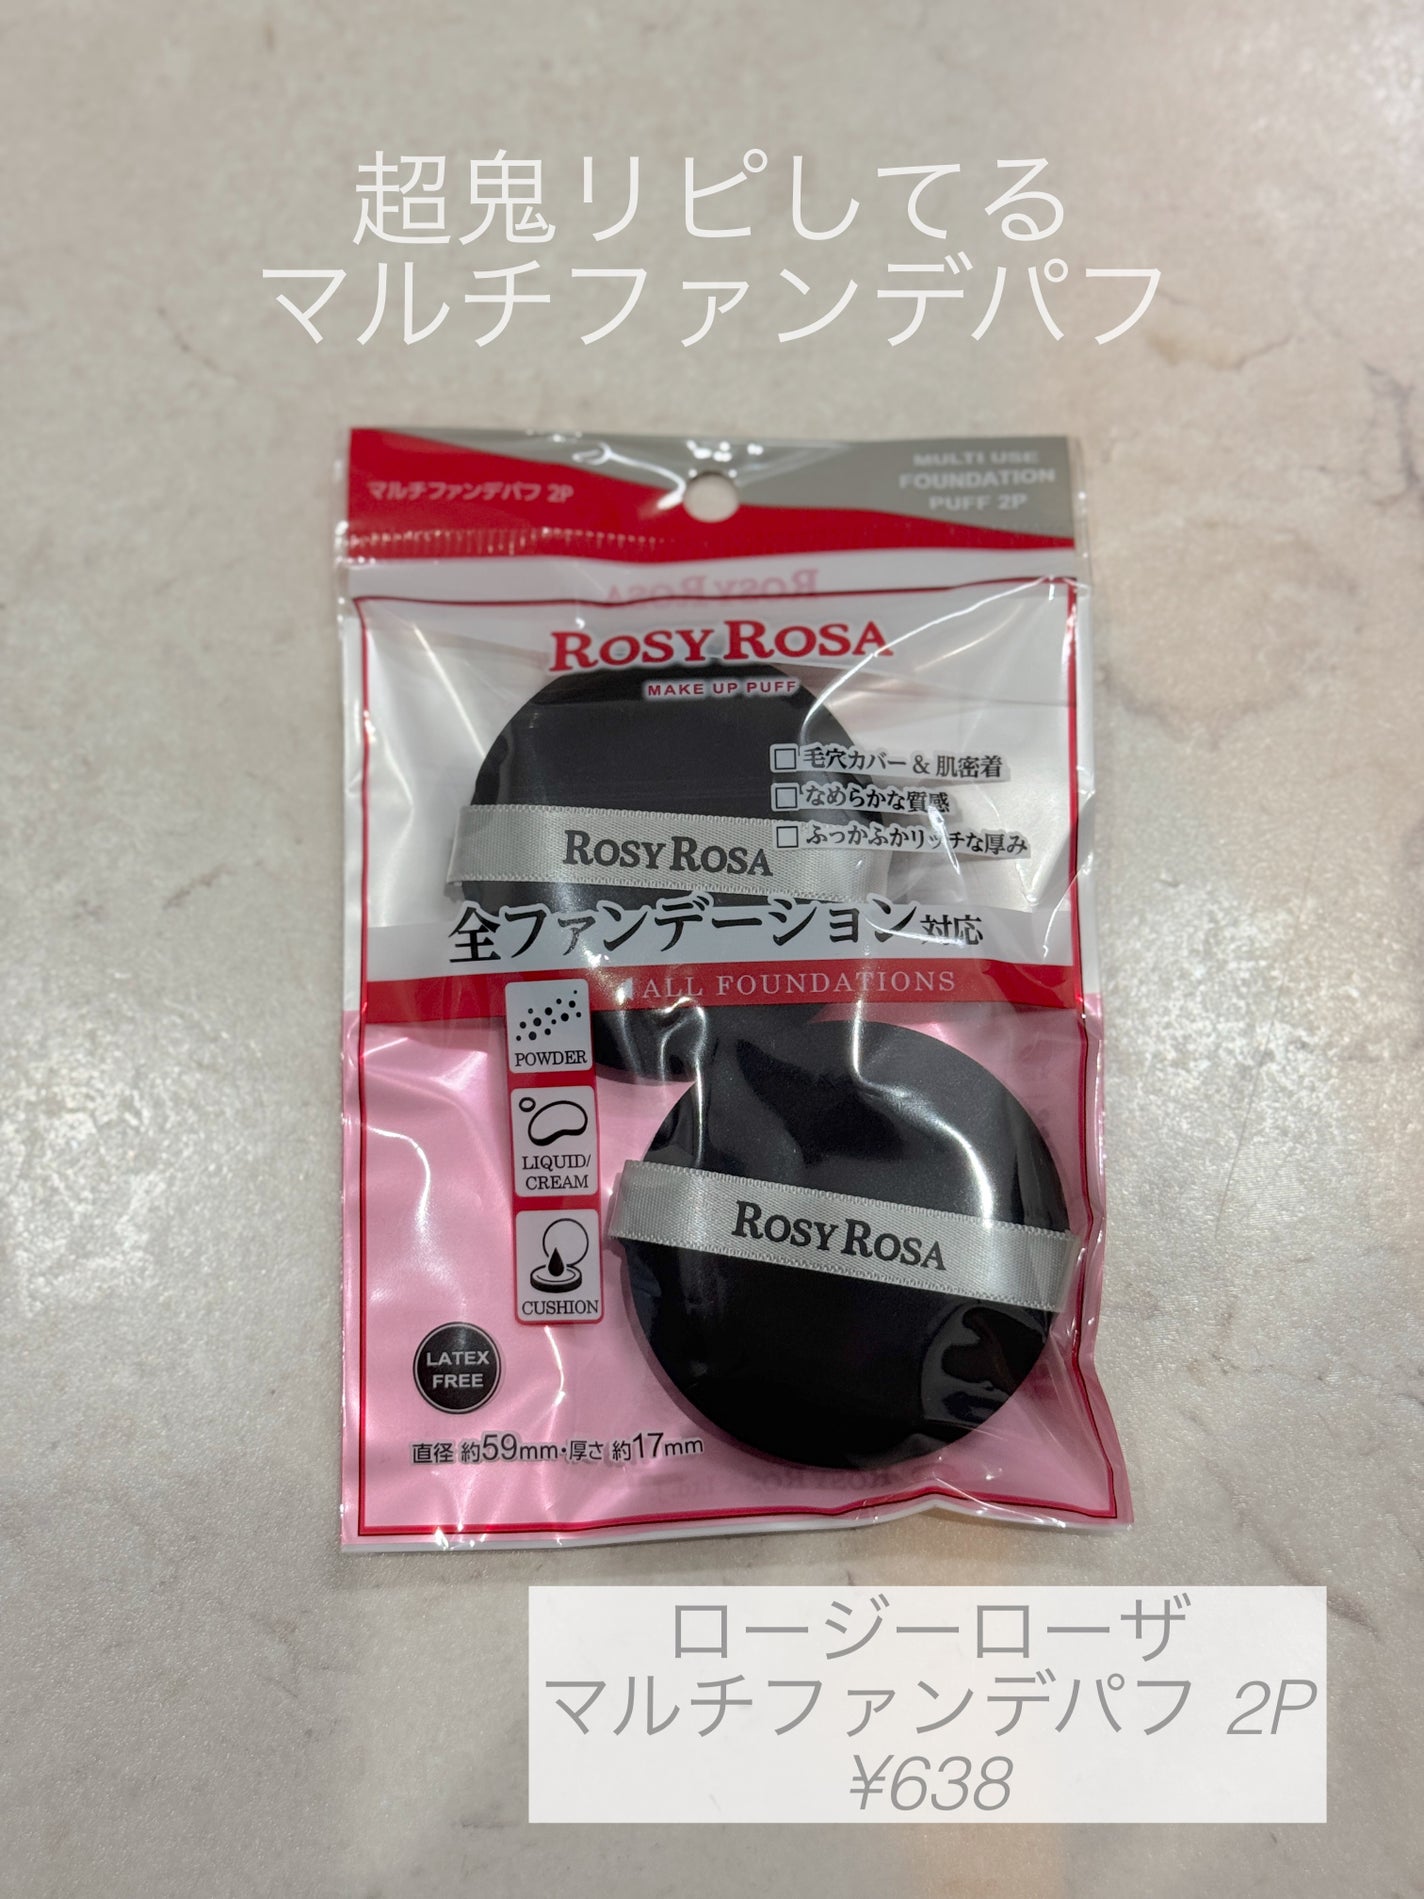 超鬼リピしてる
マルチファンデパフ
マルチファンデパフ 2P
MULTI USE
FOUNDATION
PUFF 2P
ROSY ROSA
MAKE UP PUFF
□ 毛穴カバー & 肌密着
□ なめらかな質感
□ ふっかふかリッチな厚み
ROSY ROSA
全ファンデーション対応
ALL FOUNDATIONS
POWDER
LIQUID/
CREAM
CUSHION
ROSY ROSA
LATEX
FREE
直径 約59mm・厚さ 約17mm
ロージーローザ
マルチファンデパフ 2P
¥638